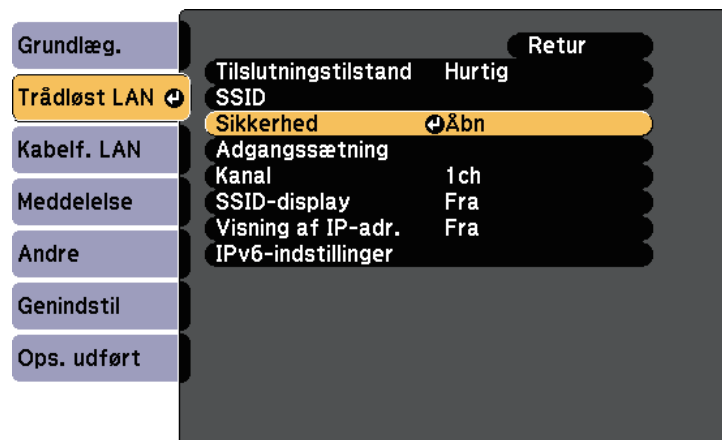 Grundlæg.
Trådløst LAN
Kabelf. LAN
Meddelelse
Andre
Genindstil
Ops. udført
Retur
Tilslutningstilstand Hurtig
SSID
Sikkerhed Åbn
Adgangssætning
Kanal 1ch
SSID-display Fra
Visning af IP-adr. Fra
IPv6-indstillinger